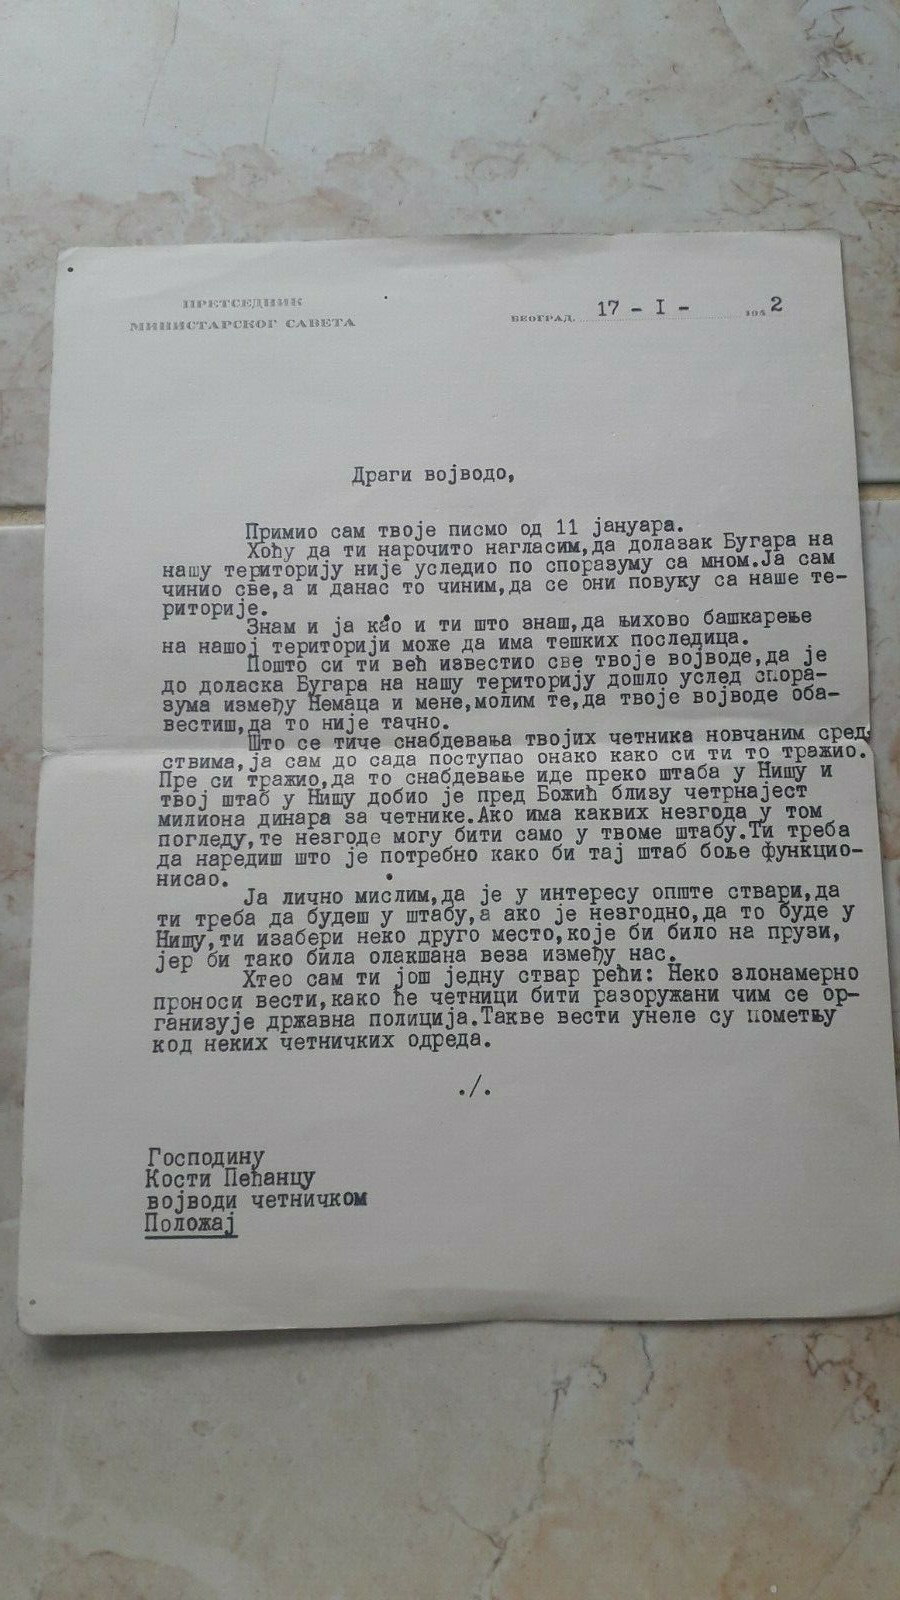 ПРЕТСЕДНИК
МИНИСТАРСКОГ САВЕТА
БЕОГРАД, 17 - I - 1942
Драги војводо,
Примио сам твоје писмо од 11 јануара.
Хоћу да ти нарочито нагласим,да долазак Бугара на
нашу територију није уследио по споразуму са мном.Ја сам
чинио све,а и данас то чиним,да се они повуку са наше те-
риторије.
Знам и ја као и ти што знаш,да њихово башкарење
на нашој територији може да има тешких последица.
Пошто си ти већ известио све твоје војводе,да је
до доласка Бугара на нашу територију дошло услед спора-
зума између Немаца и мене,молим те,да твоје војводе оба-
вестиш,да то није тачно.
Што се тиче снабдевања твојих четника новчаним сред
ствима,ја сам до сада поступао онако како си ти то тражио.
Пре си тражио,да то снабдевање иде преко штаба у Нишу и
твој штаб у Нишу добио је пред Божић близу четрнајест
милиона динара за четнике.Ако има каквих незгода у том
погледу,те незгоде могу бити само у твоме штабу.Ти треба
да наредиш што је потребно како би тај штаб боље функцио-
нисао.
Ја лично мислим,да је у интересу опште ствари,да
ти треба да будеш у штабу,а ако је незгодно,да то буде у
Нишу,ти изабери неко друго место,које би било на прузи,
јер би тако била олакшана веза између нас.
Хтео сам ти још једну ствар рећи: Неко злонамерно
проноси вести,како ће четници бити разоружани чим се ор-
ганизује државна полиција.Такве вести унеле су пометњу
код неких четничких одреда.
./.
Господину
Кости Пећанцу
војводи четничком
Положај